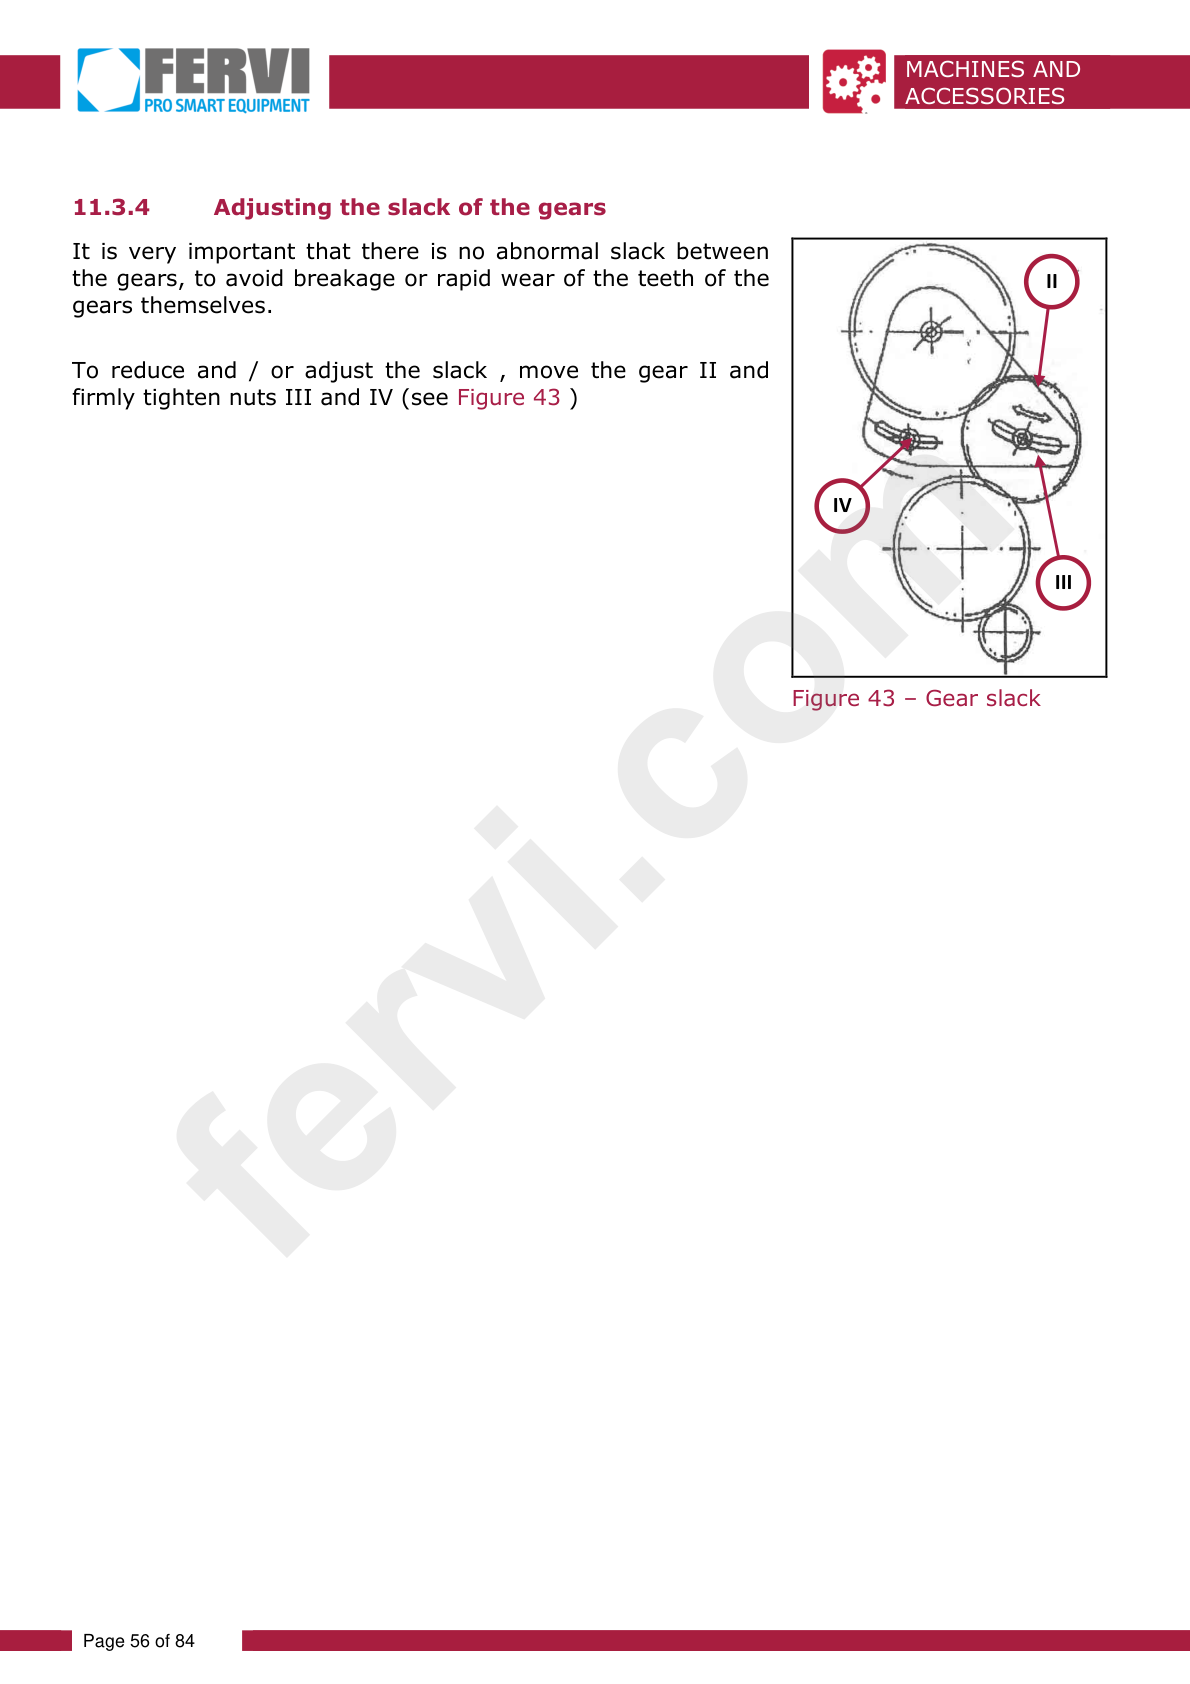 FERVI
PRO SMART EQUIPMENT
MACHINES AND
ACCESSORIES
11.3.4 Adjusting the slack of the gears
It is very important that there is no abnormal slack between
the gears, to avoid breakage or rapid wear of the teeth of the
gears themselves.
To reduce and / or adjust the slack , move the gear II and
firmly tighten nuts III and IV (see Figure 43 )
II
IV
III
Figure 43 – Gear slack
fervi.com
Page 56 of 84